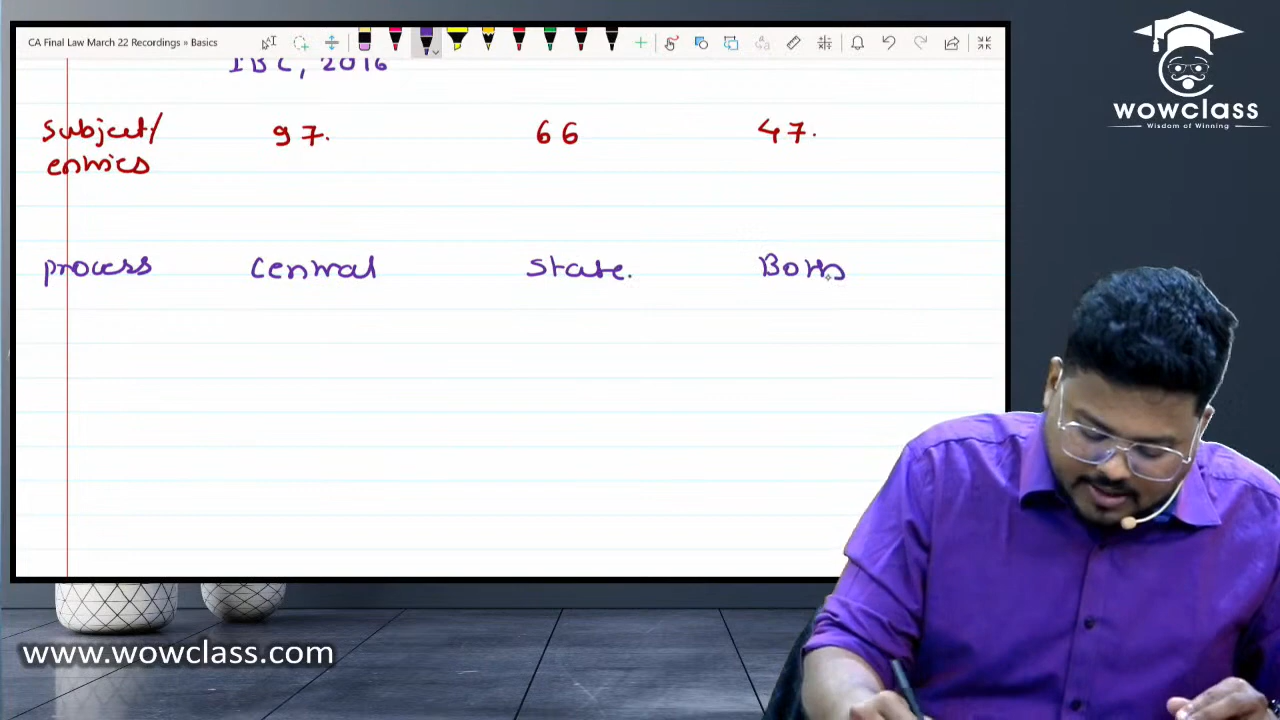 CA Final Law March 22 Recordings » Basics
IBC, 2016
Subject/ 97. 66 47.
entries
process Central State. Both
wowclass
Wisdom of Winning
www.wowclass.com